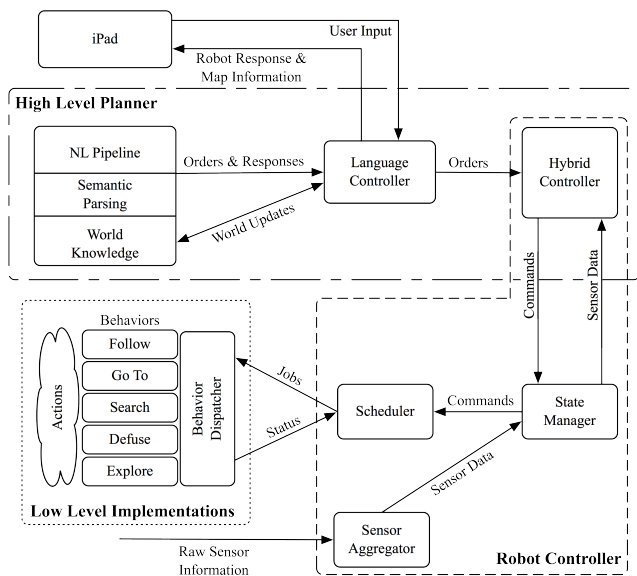 iPad
User Input
Robot Response &
Map Information
High Level Planner
NL Pipeline
Semantic
Parsing
World
Knowledge
Orders & Responses
World Updates
Language
Controller
Orders
Hybrid
Controller
Commands
Sensor Data
Behaviors
Follow
Go To
Search
Defuse
Explore
Actions
Behavior
Dispatcher
Jobs
Status
Scheduler
Commands
State
Manager
Low Level Implementations
Sensor Data
Sensor
Aggregator
Raw Sensor
Information
Robot Controller